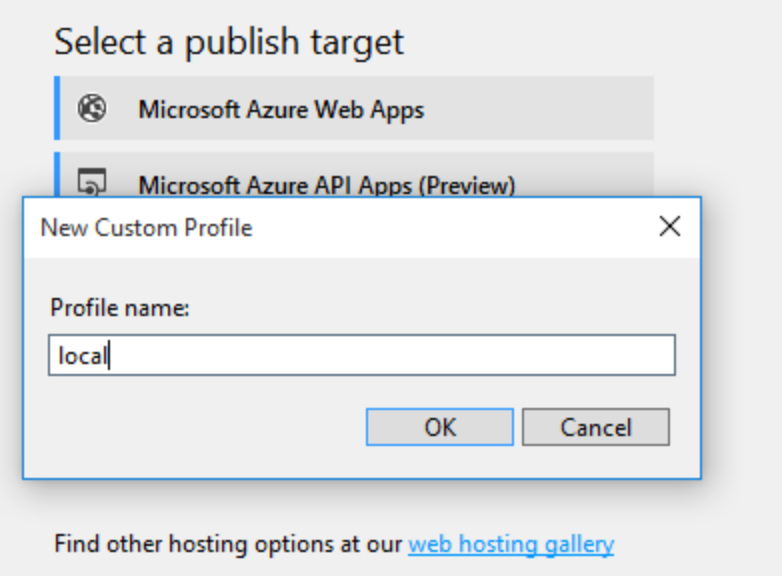 Select a publish target
Microsoft Azure Web Apps
Microsoft Azure API Apps (Preview)
New Custom Profile
Profile name:
local
OK Cancel
Find other hosting options at our web hosting gallery